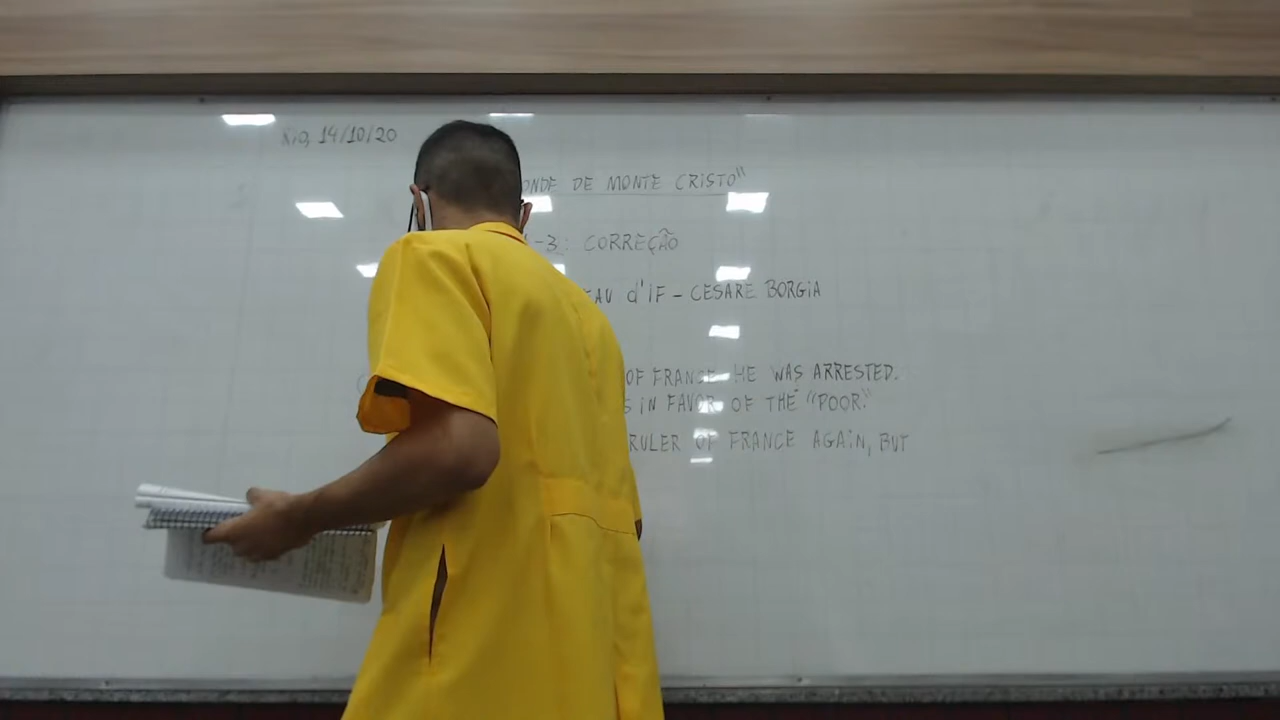 Rio, 14/10/20
ONDE DE MONTE CRISTO"
-3: CORREÇÃO
EAU d'IF - CESARE BORGIA
OF FRANCE HE WAS ARRESTED.
S IN FAVOR OF THE "POOR."
RULER OF FRANCE AGAIN, BUT